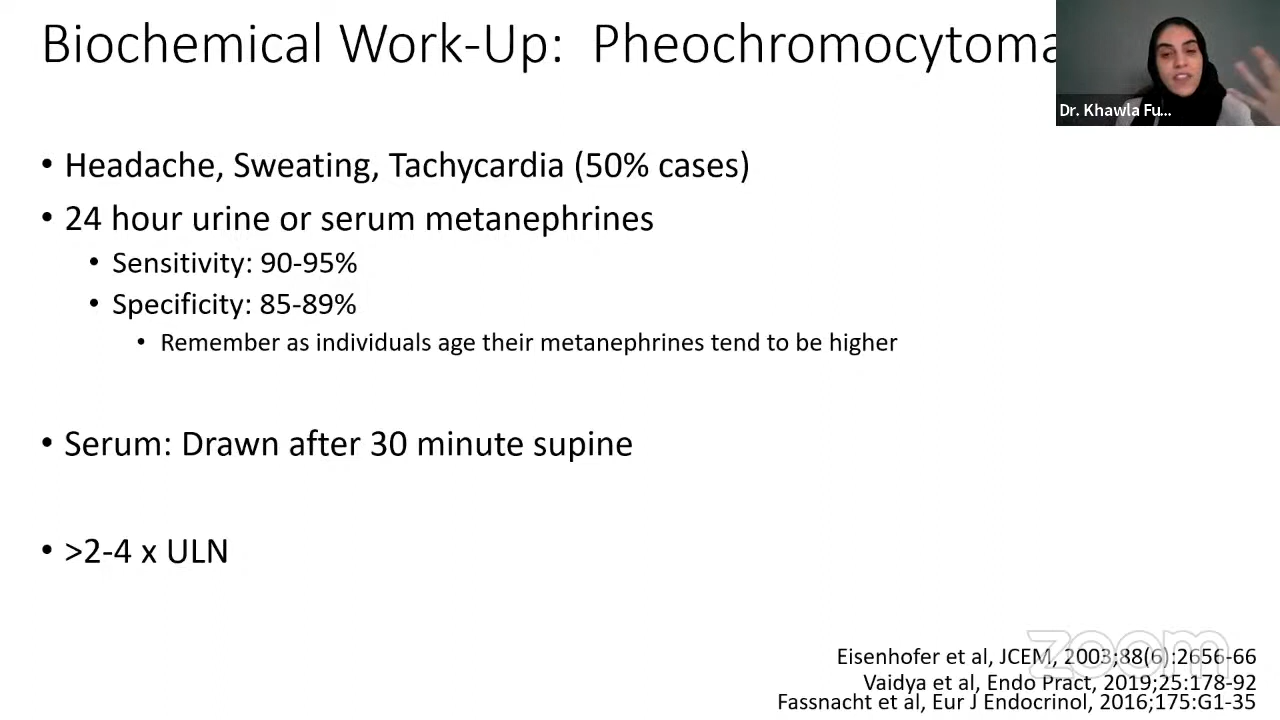 Biochemical Work-Up: Pheochromocytoma
Dr. Khawla Fu...
• Headache, Sweating, Tachycardia (50% cases)
• 24 hour urine or serum metanephrines
• Sensitivity: 90-95%
• Specificity: 85-89%
• Remember as individuals age their metanephrines tend to be higher
• Serum: Drawn after 30 minute supine
• >2-4 x ULN
zoom
Eisenhofer et al, JCEM, 2003;88(6):2656-66
Vaidya et al, Endo Pract, 2019;25:178-92
Fassnacht et al, Eur J Endocrinol, 2016;175:G1-35